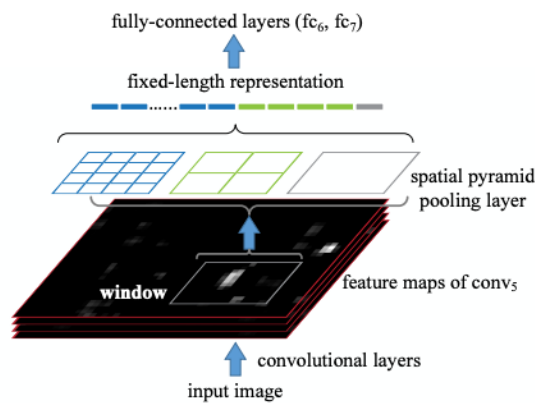 fully-connected layers (fc₆, fc₇)
fixed-length representation
......
spatial pyramid
pooling layer
window
feature maps of conv₅
convolutional layers
input image